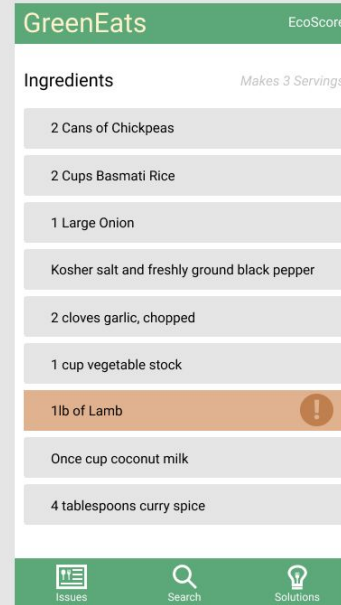 GreenEats EcoScore
Ingredients Makes 3 Servings
2 Cans of Chickpeas
2 Cups Basmati Rice
1 Large Onion
Kosher salt and freshly ground black pepper
2 cloves garlic, chopped
1 cup vegetable stock
1lb of Lamb !
Once cup coconut milk
4 tablespoons curry spice
Issues Search Solutions